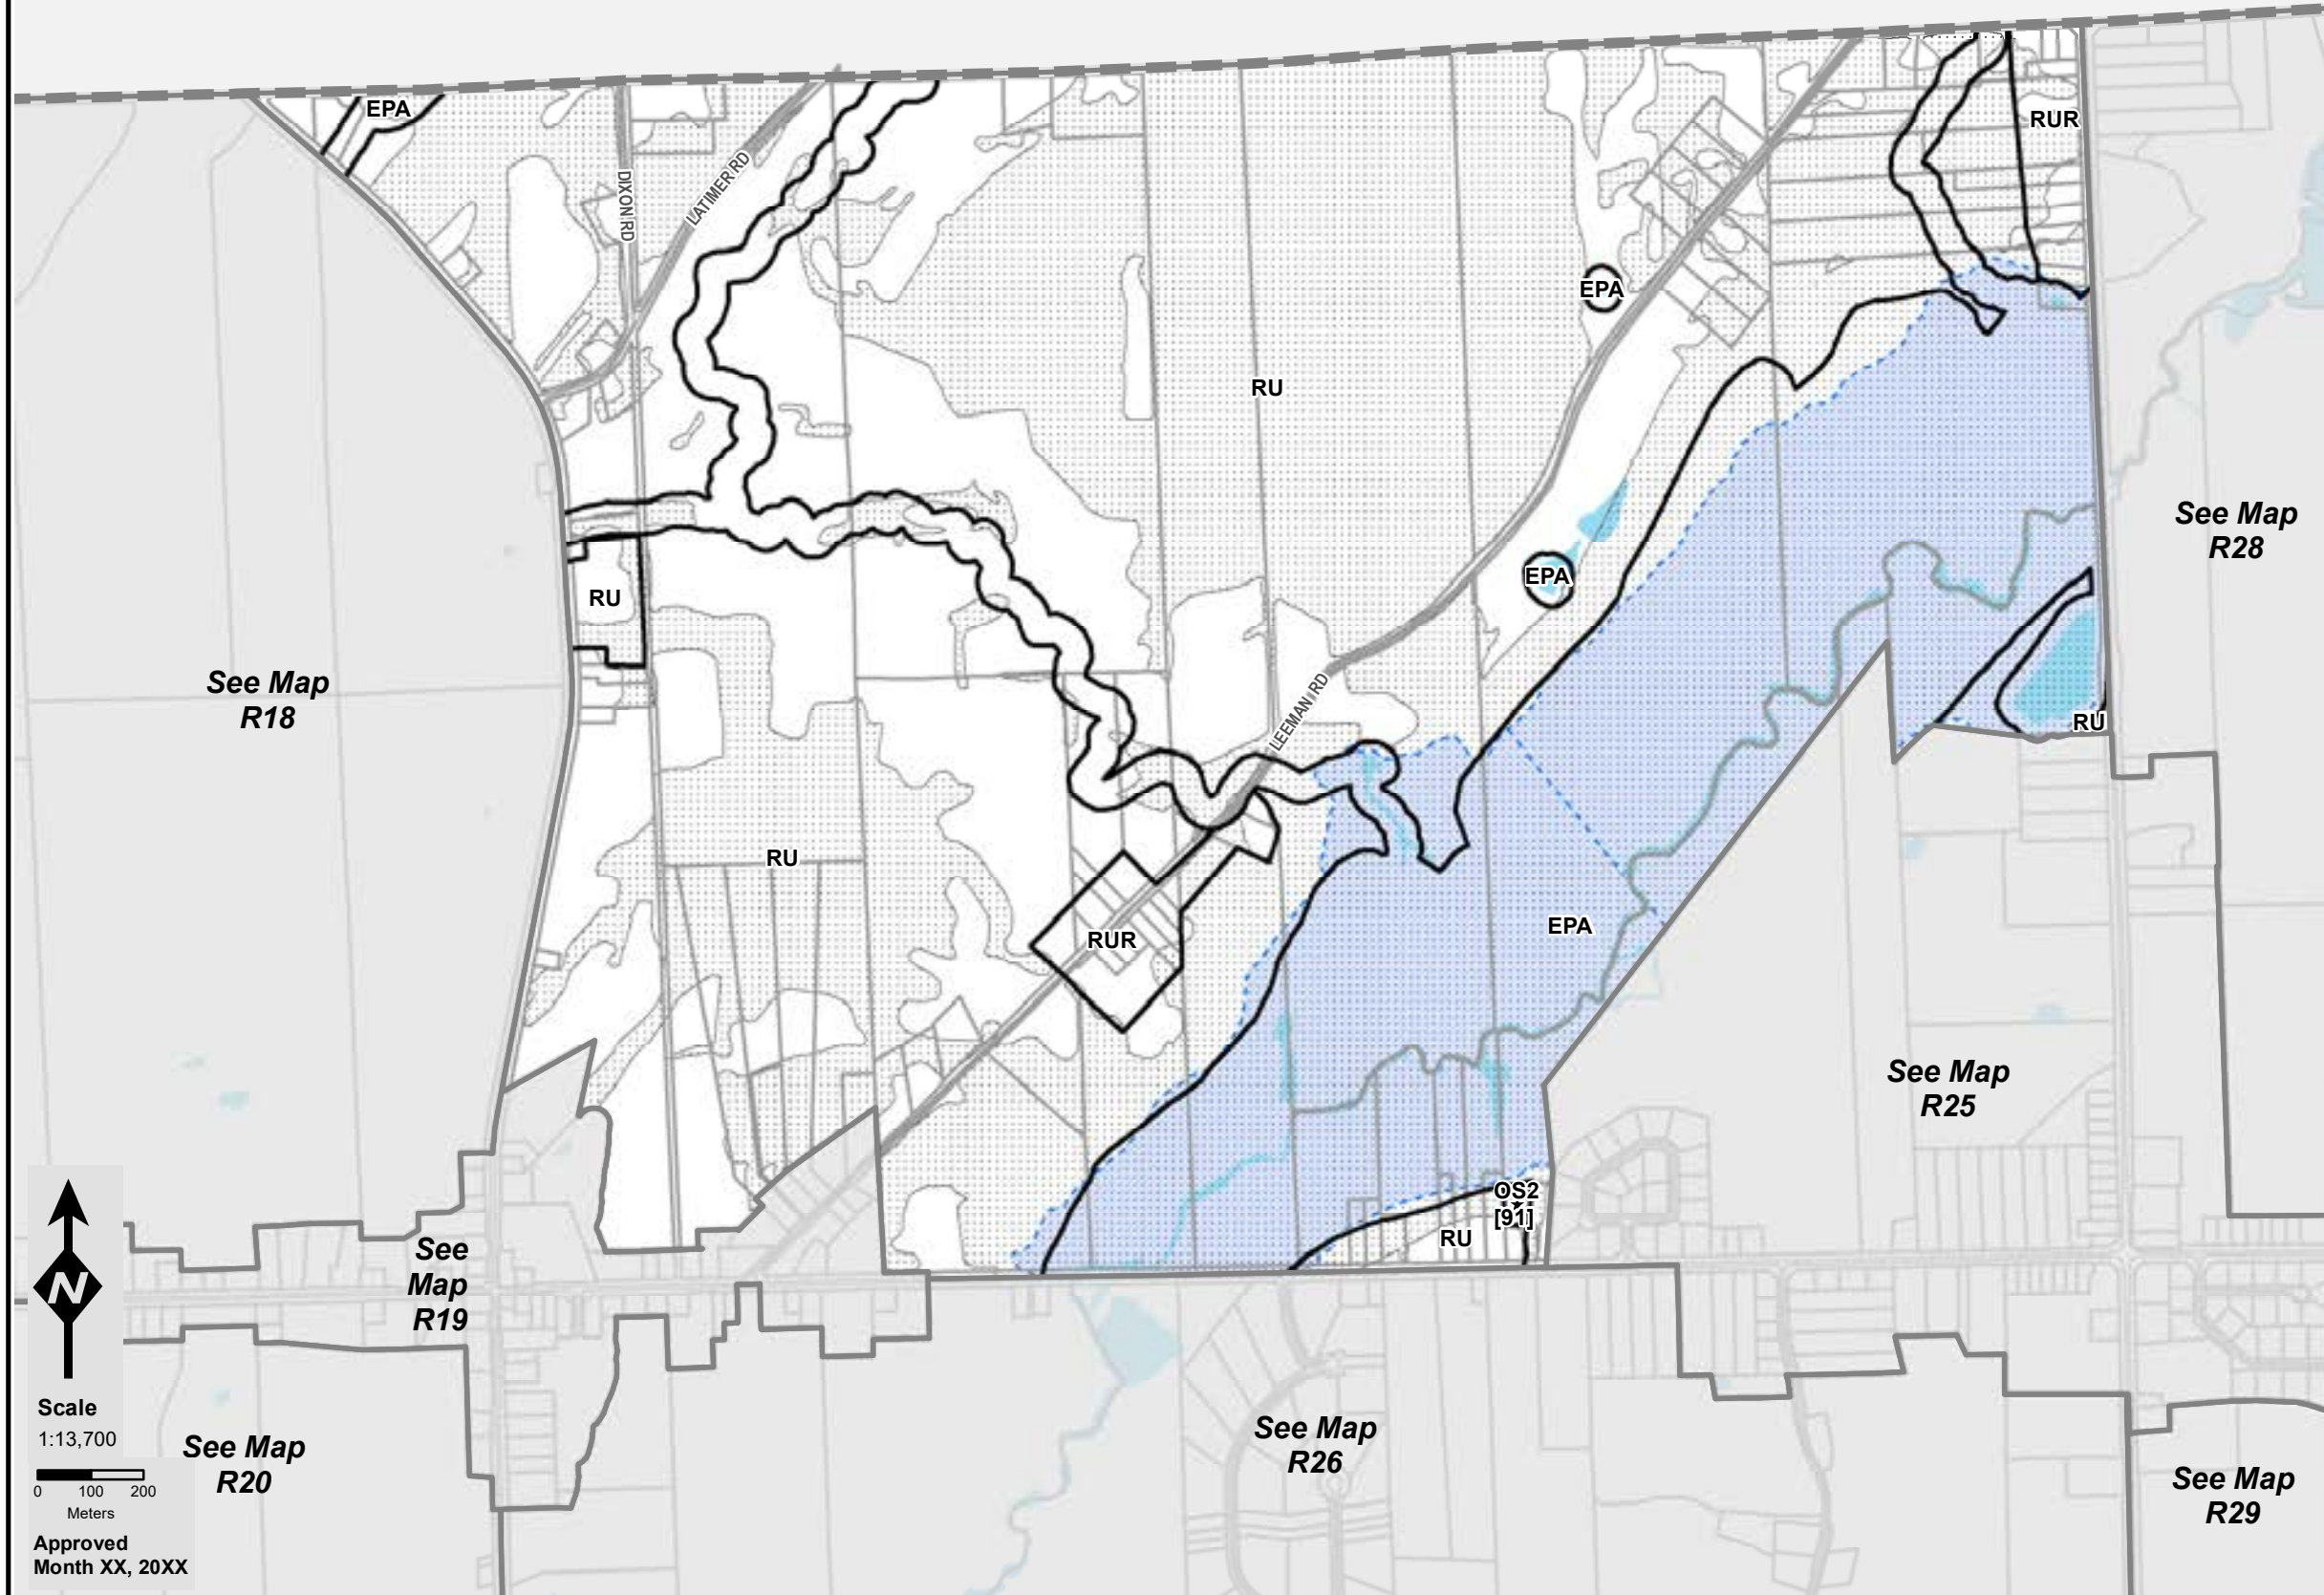 EPA
RUR
DIXON RD
LATIMER RD
EPA
RU
See Map
R28
EPA
RU
See Map
R18
RU
LEEMAN RD
RU
EPA
RUR
See Map
R25
OS2
[91]
RU
See
Map
R19
N
Scale
1:13,700
0 100 200
Meters
Approved
Month XX, 20XX
See Map
R20
See Map
R26
See Map
R29